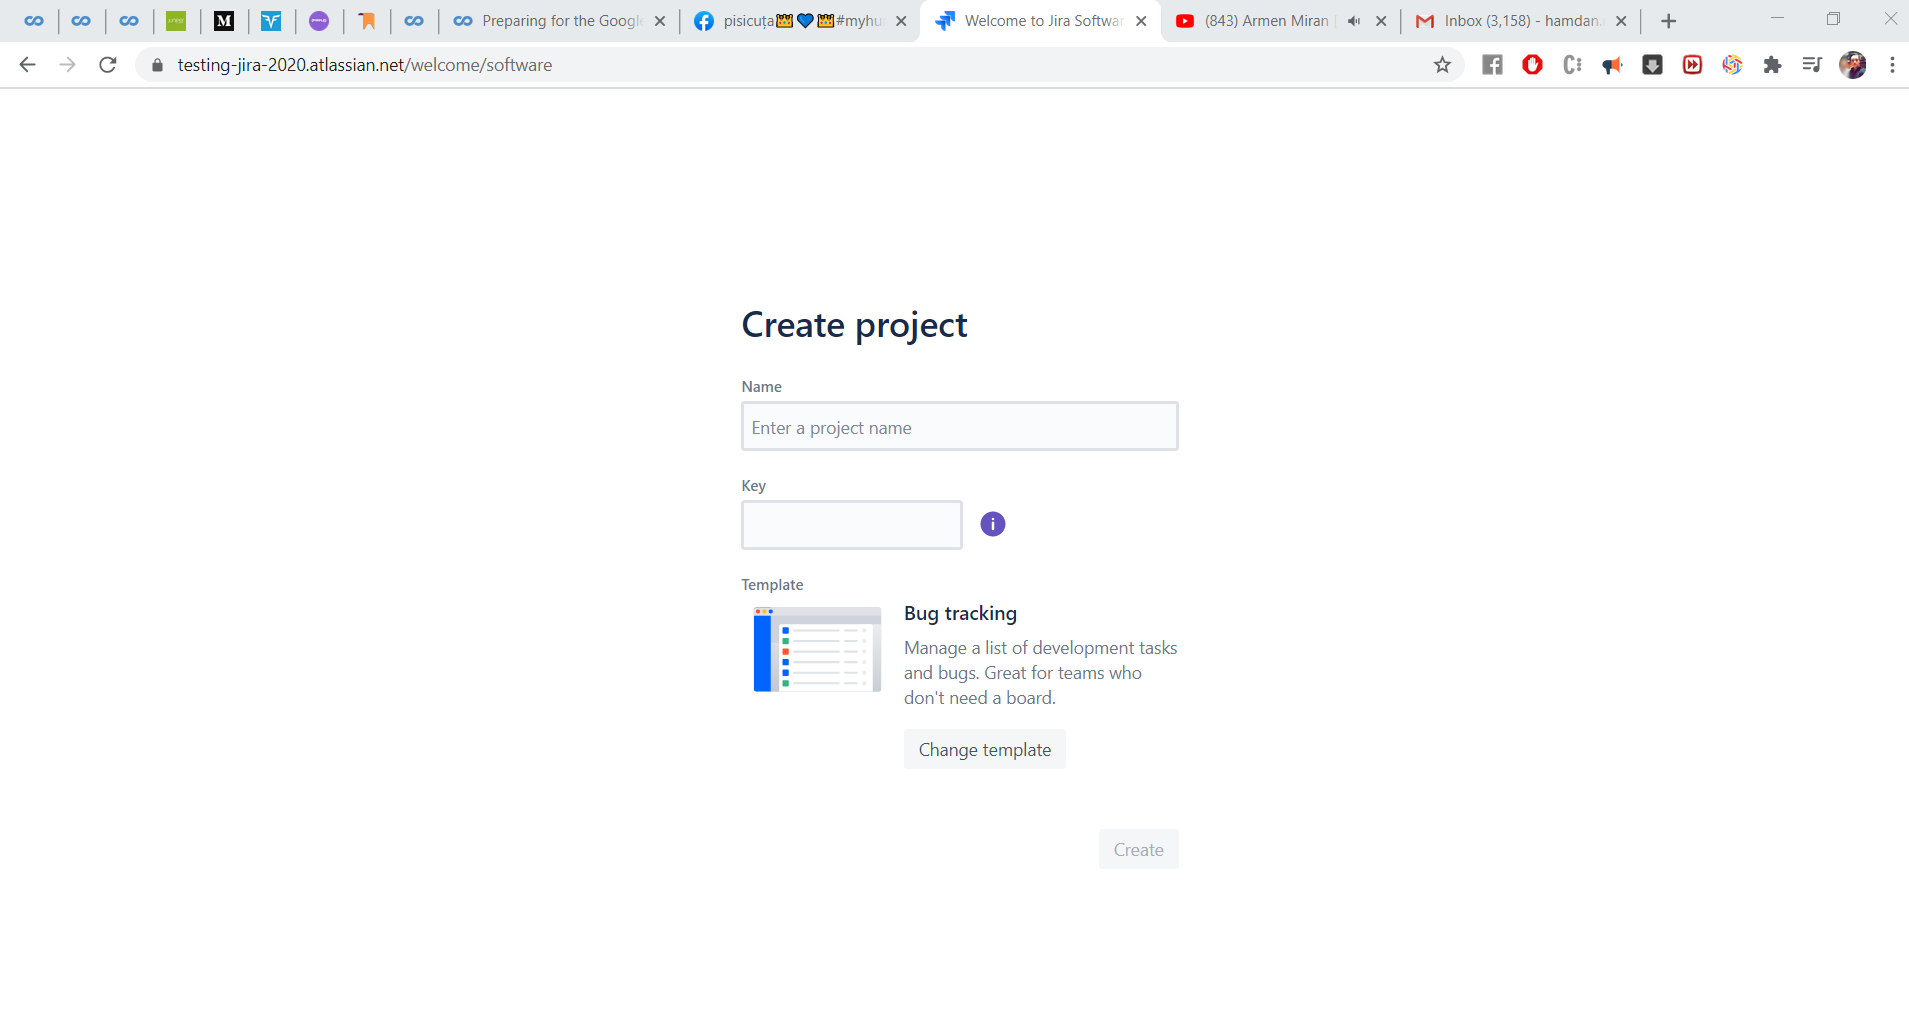 Preparing for the Googl
pisicuța👑💙👑#myhu
Welcome to Jira Softwar
(843) Armen Miran |
Inbox (3,158) - hamdan.
testing-jira-2020.atlassian.net/welcome/software
Create project
Name
Enter a project name
Key
Template
Bug tracking
Manage a list of development tasks
and bugs. Great for teams who
don't need a board.
Change template
Create